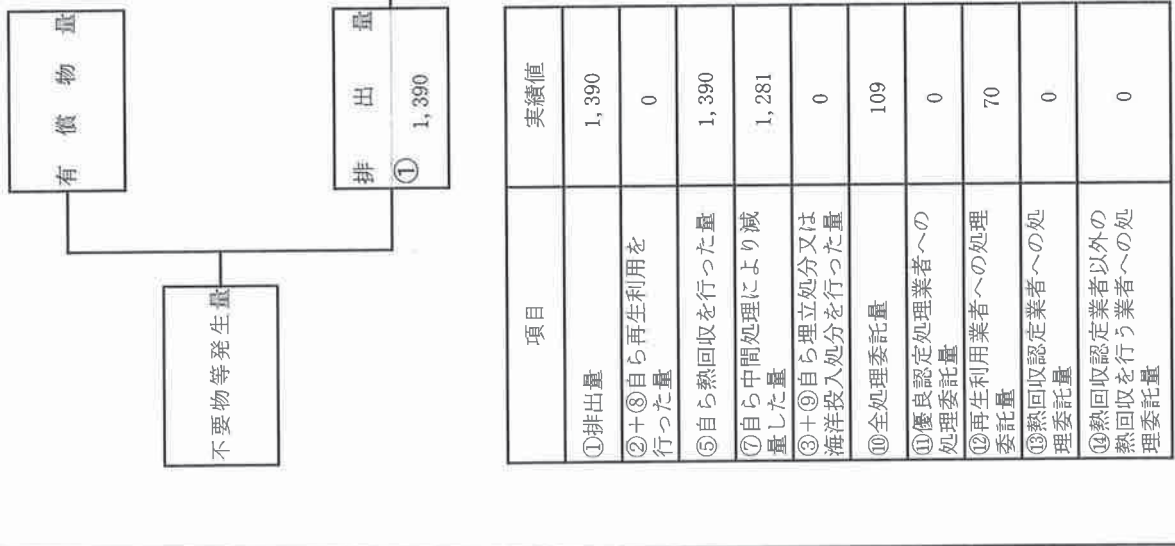 有償物量
不要物等発生量
排出量
① 1,390
項目 実績値
①排出量 1,390
②+⑧自ら再生利用を
行った量 0
⑤自ら熱回収を行った量 1,390
⑦自ら中間処理により減
量した量 1,281
③+⑨自ら埋立処分又は
海洋投入処分を行った量 0
⑩全処理委託量 109
⑪優良認定処理業者への
処理委託量 0
⑫再生利用業者への処理
委託量 70
⑬熱回収認定業者への処
理委託量 0
⑭熱回収認定業者以外の
熱回収を行う業者への処
理委託量 0